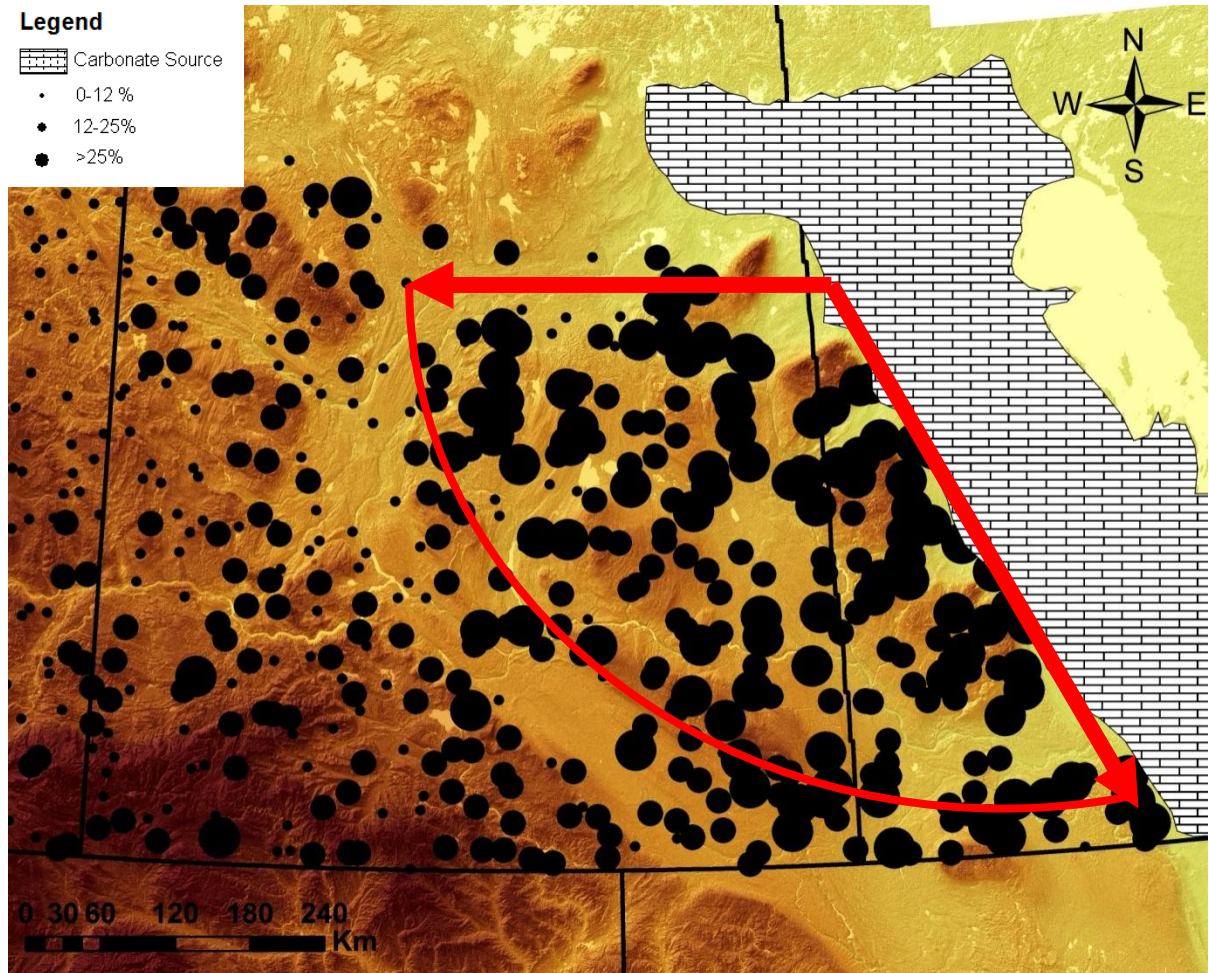 Legend
Carbonate Source
0-12 %
12-25%
>25%
N
W E
S
0 30 60 120 180 240
Km